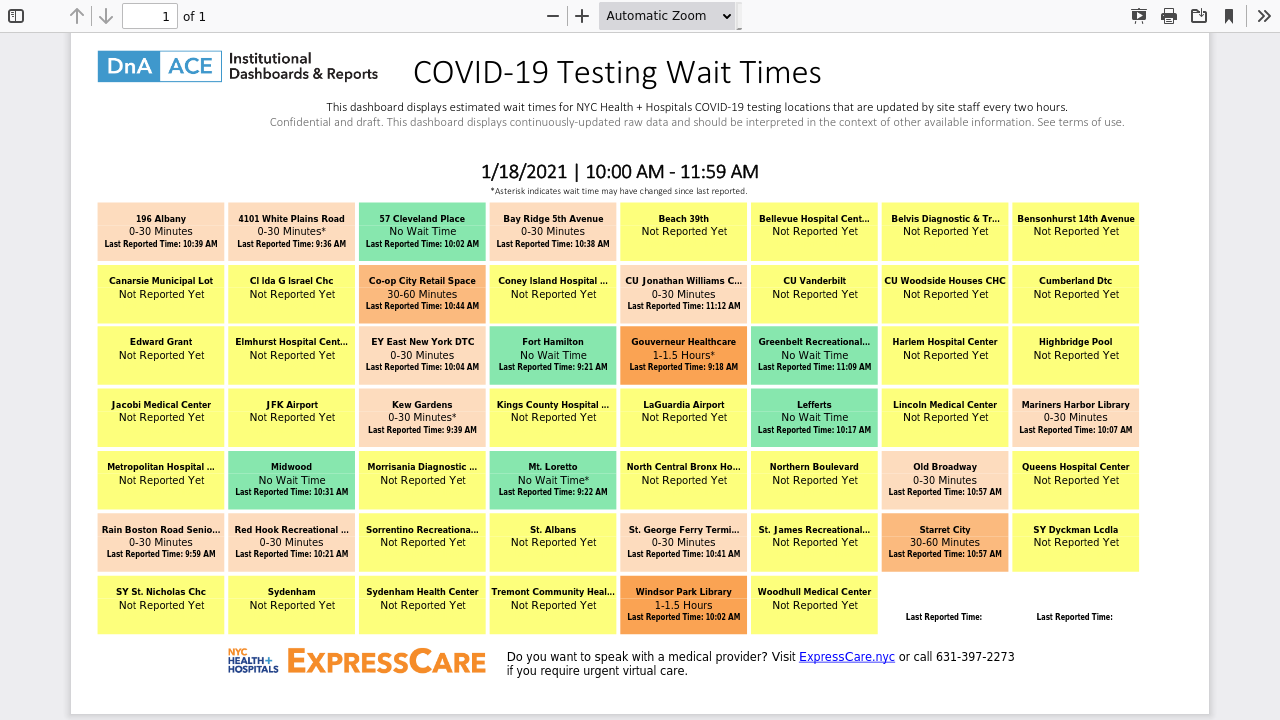 1 of 1 Automatic Zoom
DnA ACE Institutional
Dashboards & Reports
COVID-19 Testing Wait Times
This dashboard displays estimated wait times for NYC Health + Hospitals COVID-19 testing locations that are updated by site staff every two hours.
Confidential and draft. This dashboard displays continuously-updated raw data and should be interpreted in the context of other available information. See terms of use.
1/18/2021 | 10:00 AM - 11:59 AM
*Asterisk indicates wait time may have changed since last reported.
196 Albany
0-30 Minutes
Last Reported Time: 10:39 AM
4101 White Plains Road
0-30 Minutes*
Last Reported Time: 9:36 AM
57 Cleveland Place
No Wait Time
Last Reported Time: 10:02 AM
Bay Ridge 5th Avenue
0-30 Minutes
Last Reported Time: 10:38 AM
Beach 39th
Not Reported Yet
Bellevue Hospital Cent...
Not Reported Yet
Belvis Diagnostic & Tr...
Not Reported Yet
Bensonhurst 14th Avenue
Not Reported Yet
Canarsie Municipal Lot
Not Reported Yet
Cl Ida G Israel Chc
Not Reported Yet
Co-op City Retail Space
30-60 Minutes
Last Reported Time: 10:44 AM
Coney Island Hospital ...
Not Reported Yet
CU Jonathan Williams C...
0-30 Minutes
Last Reported Time: 11:12 AM
CU Vanderbilt
Not Reported Yet
CU Woodside Houses CHC
Not Reported Yet
Cumberland Dtc
Not Reported Yet
Edward Grant
Not Reported Yet
Elmhurst Hospital Cent...
Not Reported Yet
EY East New York DTC
0-30 Minutes
Last Reported Time: 10:04 AM
Fort Hamilton
No Wait Time
Last Reported Time: 9:21 AM
Gouverneur Healthcare
1-1.5 Hours*
Last Reported Time: 9:18 AM
Greenbelt Recreational...
No Wait Time
Last Reported Time: 11:09 AM
Harlem Hospital Center
Not Reported Yet
Highbridge Pool
Not Reported Yet
Jacobi Medical Center
Not Reported Yet
JFK Airport
Not Reported Yet
Kew Gardens
0-30 Minutes*
Last Reported Time: 9:39 AM
Kings County Hospital ...
Not Reported Yet
LaGuardia Airport
Not Reported Yet
Lefferts
No Wait Time
Last Reported Time: 10:17 AM
Lincoln Medical Center
Not Reported Yet
Mariners Harbor Library
0-30 Minutes
Last Reported Time: 10:07 AM
Metropolitan Hospital ...
Not Reported Yet
Midwood
No Wait Time
Last Reported Time: 10:31 AM
Morrisania Diagnostic ...
Not Reported Yet
Mt. Loretto
No Wait Time*
Last Reported Time: 9:22 AM
North Central Bronx Ho...
Not Reported Yet
Northern Boulevard
Not Reported Yet
Old Broadway
0-30 Minutes
Last Reported Time: 10:57 AM
Queens Hospital Center
Not Reported Yet
Rain Boston Road Senio...
0-30 Minutes
Last Reported Time: 9:59 AM
Red Hook Recreational ...
0-30 Minutes
Last Reported Time: 10:21 AM
Sorrentino Recreationa...
Not Reported Yet
St. Albans
Not Reported Yet
St. George Ferry Termi...
0-30 Minutes
Last Reported Time: 10:41 AM
St. James Recreational...
Not Reported Yet
Starret City
30-60 Minutes
Last Reported Time: 10:57 AM
SY Dyckman Lcdla
Not Reported Yet
SY St. Nicholas Chc
Not Reported Yet
Sydenham
Not Reported Yet
Sydenham Health Center
Not Reported Yet
Tremont Community Heal...
Not Reported Yet
Windsor Park Library
1-1.5 Hours
Last Reported Time: 10:02 AM
Woodhull Medical Center
Not Reported Yet
Last Reported Time:
Last Reported Time:
NYC
HEALTH+
HOSPITALS
EXPRESSCARE
Do you want to speak with a medical provider? Visit ExpressCare.nyc or call 631-397-2273
if you require urgent virtual care.